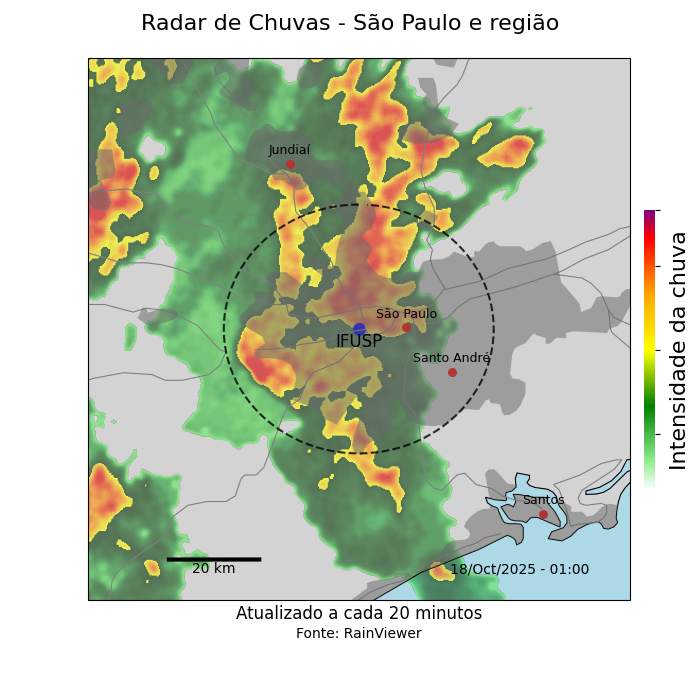 Radar de Chuvas - São Paulo e região
Jundiaí
São Paulo
IFUSP
Santo André
Santos
20 km
18/Oct/2025 - 01:00
Intensidade da chuva
Atualizado a cada 20 minutos
Fonte: RainViewer